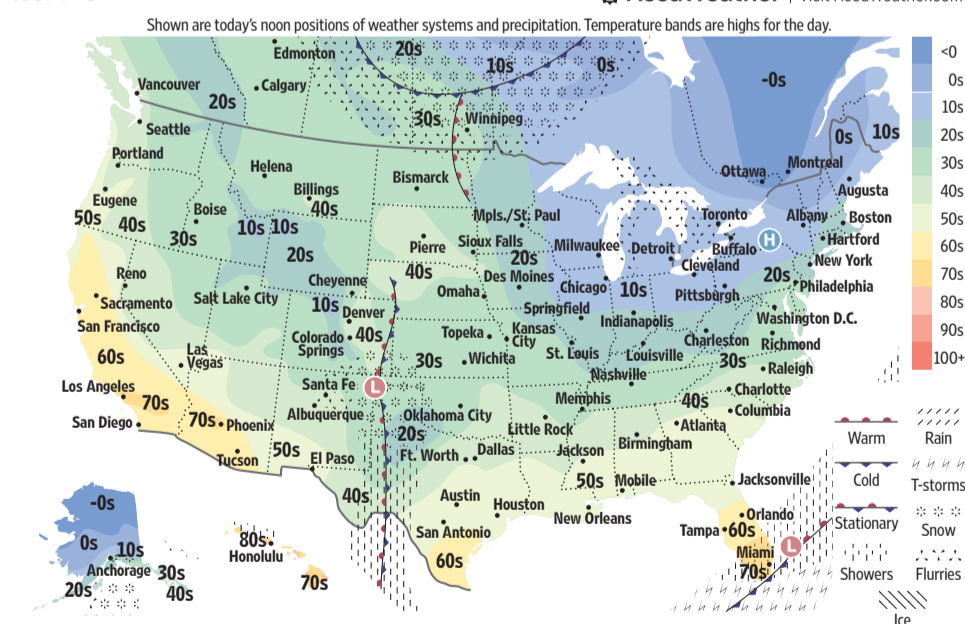 Shown are today's noon positions of weather systems and precipitation. Temperature bands are highs for the day.
Edmonton
20s
10s
0s
-0s
<0
0s
10s
20s
30s
40s
50s
60s
70s
80s
90s
100+
Vancouver
Calgary
20s
Seattle
30s
Winnipeg
0s
10s
Portland
Helena
Bismarck
Ottawa
Montreal
Augusta
Eugene
50s
40s
Billings
40s
Boise
30s
10s
10s
20s
Pierre
40s
Mpls./St. Paul
Sioux Falls
20s
Milwaukee
Detroit
Toronto
Buffalo
H
Albany
Boston
Hartford
New York
Reno
Sacramento
San Francisco
Salt Lake City
Cheyenne
10s
Denver
Omaha
Des Moines
Chicago
10s
Cleveland
Pittsburgh
20s
Philadelphia
Springfield
Indianapolis
Washington D.C.
60s
Las
Vegas
Colorado
Springs
40s
Topeka
Kansas
City
30s
Wichita
St. Louis
Louisville
Charleston
Richmond
30s
Raleigh
Los Angeles
70s
Santa Fe
L
Albuquerque
Oklahoma City
Nashville
Memphis
40s
Charlotte
Columbia
San Diego
70s
Phoenix
20s
Little Rock
Atlanta
Birmingham
Tucson
50s
El Paso
Ft. Worth
Dallas
Jackson
50s
Mobile
Jacksonville
40s
Austin
Houston
New Orleans
San Antonio
60s
Orlando
Tampa
60s
Miami
70s
L
-0s
0s
10s
Anchorage
20s
30s
40s
80s
Honolulu
70s
Warm
Rain
Cold
T-storms
Stationary
Snow
Showers
Flurries
Ice